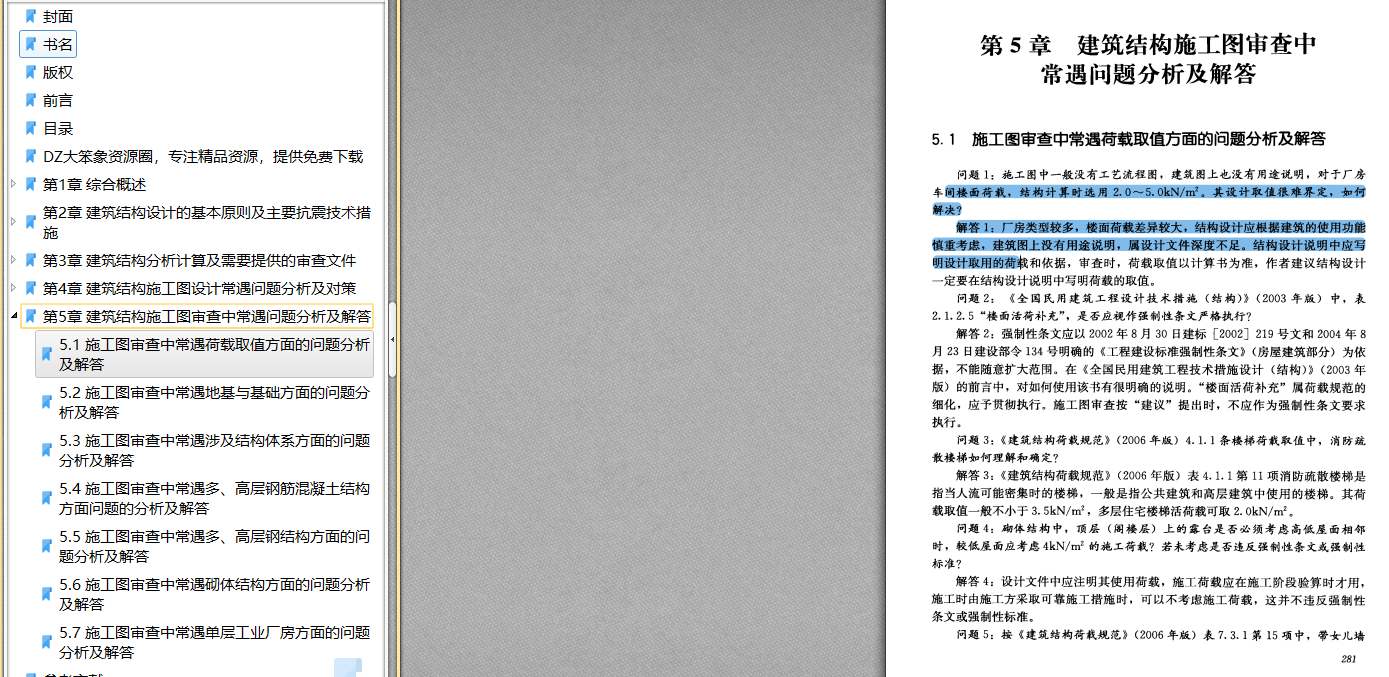 封面
书名
版权
前言
目录
DZ大笨象资源圈，专注精品资源，提供免费下载
第1章 综合概述
第2章 建筑结构设计的基本原则及主要抗震技术措
施
第3章 建筑结构分析计算及需要提供的审查文件
第4章 建筑结构施工图设计常遇问题分析及对策
第5章 建筑结构施工图审查中常遇问题分析及解答
5.1 施工图审查中常遇荷载取值方面的问题分析
及解答
5.2 施工图审查中常遇地基与基础方面的问题分
析及解答
5.3 施工图审查中常遇涉及结构体系方面的问题
分析及解答
5.4 施工图审查中常遇多、高层钢筋混凝土结构
方面问题的分析及解答
5.5 施工图审查中常遇多、高层钢结构方面的问
题分析及解答
5.6 施工图审查中常遇砌体结构方面的问题分析
及解答
5.7 施工图审查中常遇单层工业厂房方面的问题
分析及解答
第 5 章　建筑结构施工图审查中
常遇问题分析及解答
5.1　施工图审查中常遇荷载取值方面的问题分析及解答
问题 1：施工图中一般没有工艺流程图，建筑图上也没有用途说明，对于厂房
车间楼面荷载，结构计算时选用 2.0～5.0kN/m²。其设计取值很难界定，如何
解决？
解答 1：厂房类型较多，楼面荷载差异较大，结构设计应根据建筑的使用功能
慎重考虑，建筑图上没有用途说明，属设计文件深度不足。结构设计说明中应写
明设计取用的荷载和依据，审查时，荷载取值以计算书为准，作者建议结构设计
一定要在结构设计说明中写明荷载的取值。
问题 2：《全国民用建筑工程设计技术措施（结构）》（2003 年版）中，表
2.1.2.5“楼面活荷补充”，是否应视作强制性条文严格执行？
解答 2：强制性条文应以 2002 年 8 月 30 日建标［2002］219 号文和 2004 年 8
月 23 日建设部令 134 号明确的《工程建设标准强制性条文》（房屋建筑部分）为依
据，不能随意扩大范围。在《全国民用建筑工程技术措施设计（结构）》（2003 年
版）的前言中，对如何使用该书有很明确的说明。“楼面活荷补充”属荷载规范的
细化，应予贯彻执行。施工图审查按“建议”提出时，不应作为强制性条文要求
执行。
问题 3：《建筑结构荷载规范》（2006 年版）4.1.1 条楼梯荷载取值中，消防疏
散楼梯如何理解和确定？
解答 3：《建筑结构荷载规范》（2006 年版）表 4.1.1 第 11 项消防疏散楼梯是
指当人流可能密集时的楼梯，一般是指公共建筑和高层建筑中使用的楼梯。其荷
载取值一般不小于 3.5kN/m²，多层住宅楼梯活荷载可取 2.0kN/m²。
问题 4：砌体结构中，顶层（阁楼层）上的露台是否必须考虑高低屋面相邻
时，较低屋面应考虑 4kN/m² 的施工荷载？若未考虑是否违反强制性条文或强制性
标准？
解答 4：设计文件中应注明其使用荷载，施工荷载应在施工阶段验算时才用，
施工时由施工方采取可靠施工措施时，可以不考虑施工荷载，这并不违反强制性
条文或强制性标准。
问题 5：按《建筑结构荷载规范》（2006 年版）表 7.3.1 第 15 项中，带女儿墙
281